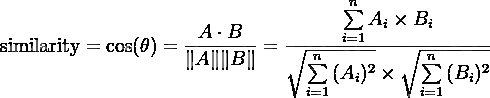 similarity = cos(θ) = A · B / ‖A‖‖B‖ = ∑_{i=1}^{n} A_i × B_i / √(∑_{i=1}^{n} (A_i)²) × √(∑_{i=1}^{n} (B_i)²)